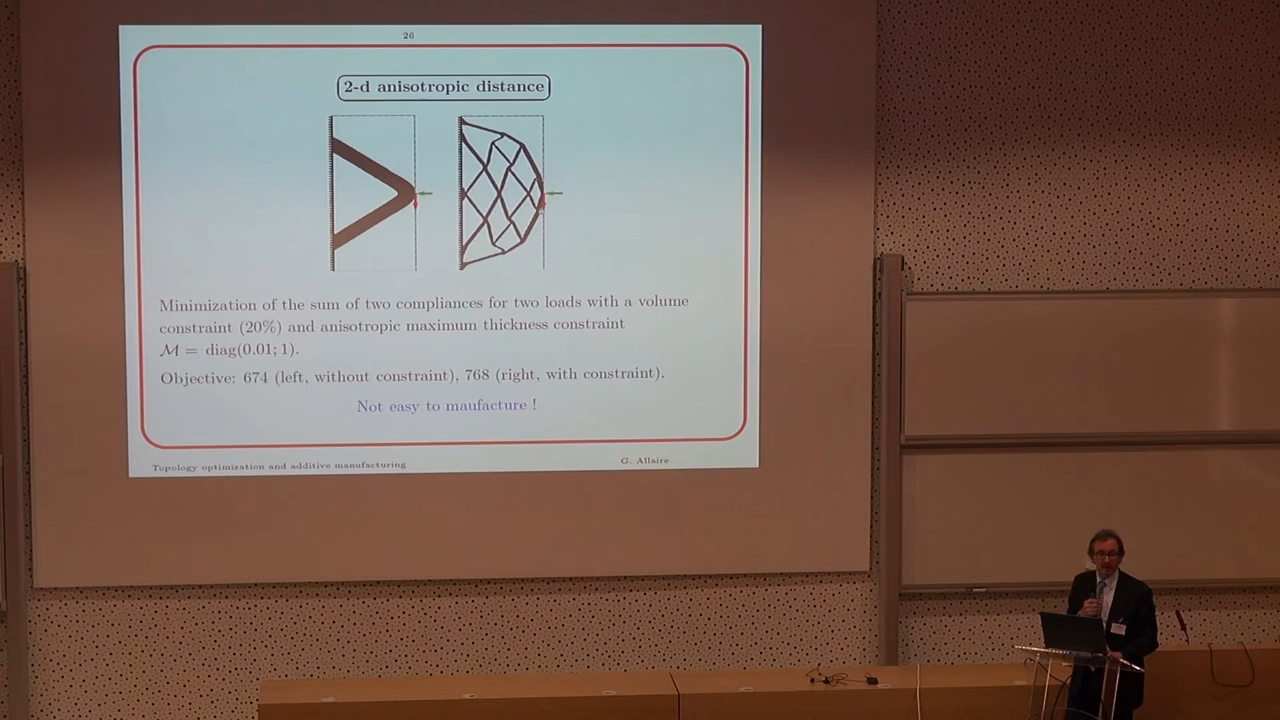 26
2-d anisotropic distance
Minimization of the sum of two compliances for two loads with a volume
constraint (20%) and anisotropic maximum thickness constraint
ℳ = diag(0.01; 1).
Objective: 674 (left, without constraint), 768 (right, with constraint).
Not easy to maufacture !
Topology optimization and additive manufacturing
G. Allaire